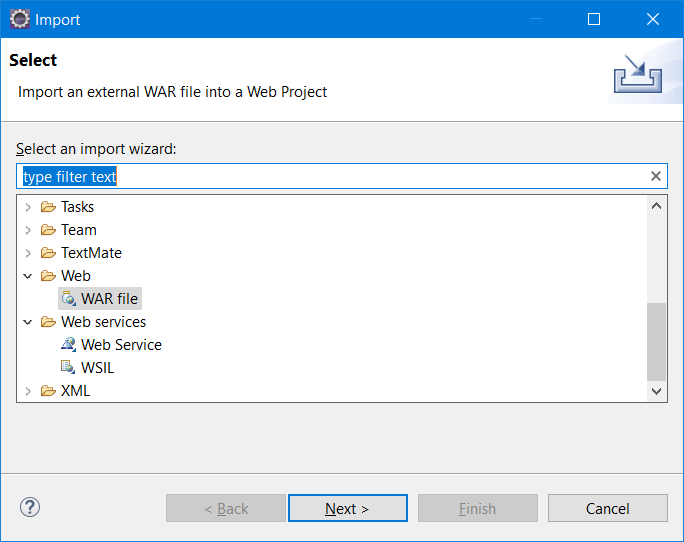 Import
Select
Import an external WAR file into a Web Project
Select an import wizard:
type filter text
Tasks
Team
TextMate
Web
WAR file
Web services
Web Service
WSIL
XML
?
< Back
Next >
Finish
Cancel